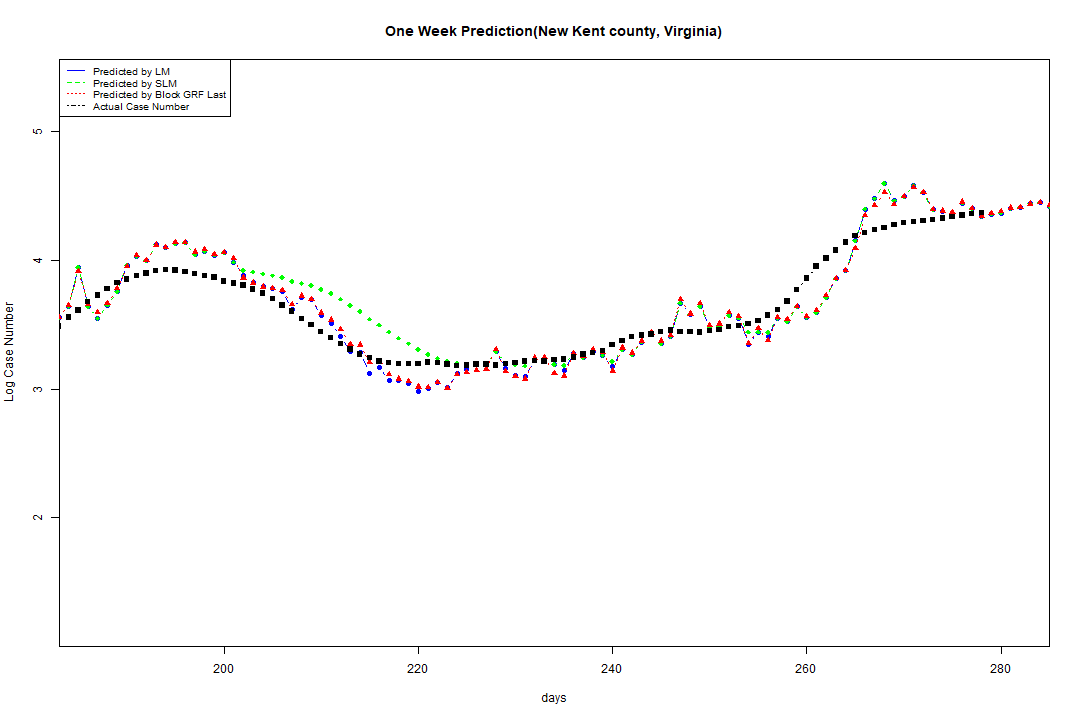 One Week Prediction(New Kent county, Virginia)
Predicted by LM
Predicted by SLM
Predicted by Block GRF Last
Actual Case Number
5
4
3
2
Log Case Number
200 220 240 260 280
days